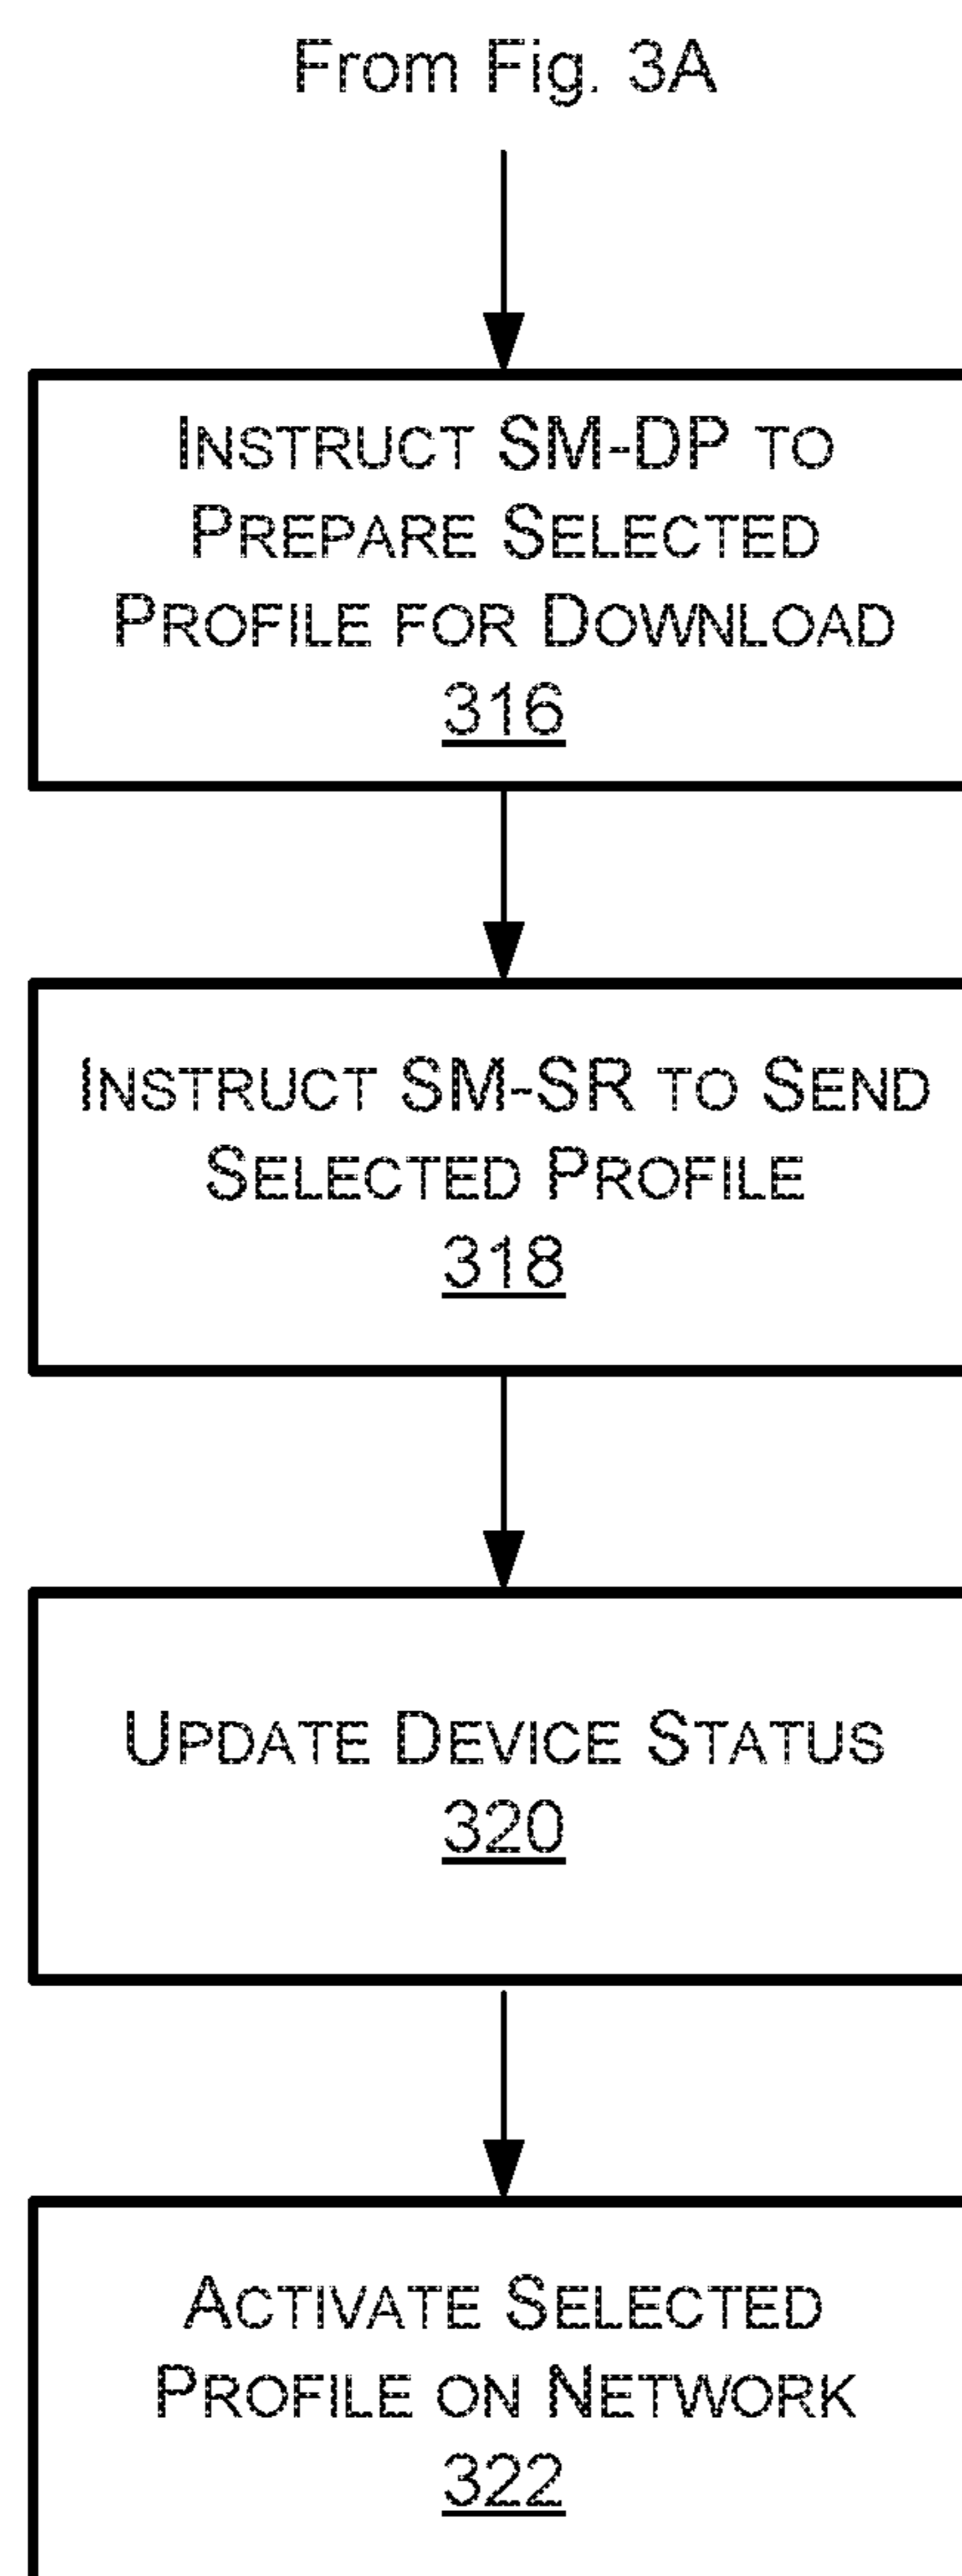 From Fig. 3A
INSTRUCT SM-DP TO
PREPARE SELECTED
PROFILE FOR DOWNLOAD
316
INSTRUCT SM-SR TO SEND
SELECTED PROFILE
318
UPDATE DEVICE STATUS
320
ACTIVATE SELECTED
PROFILE ON NETWORK
322